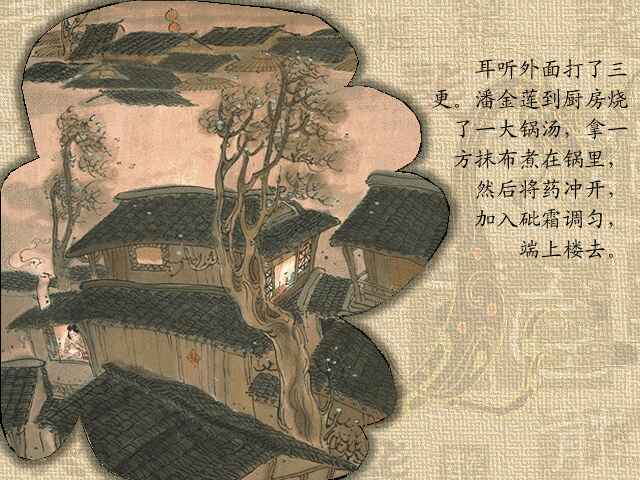 耳听外面打了三
更。潘金莲到厨房烧
了一大锅汤，拿一
方抹布煮在锅里，
然后将药冲开，
加入砒霜调匀，
端上楼去。